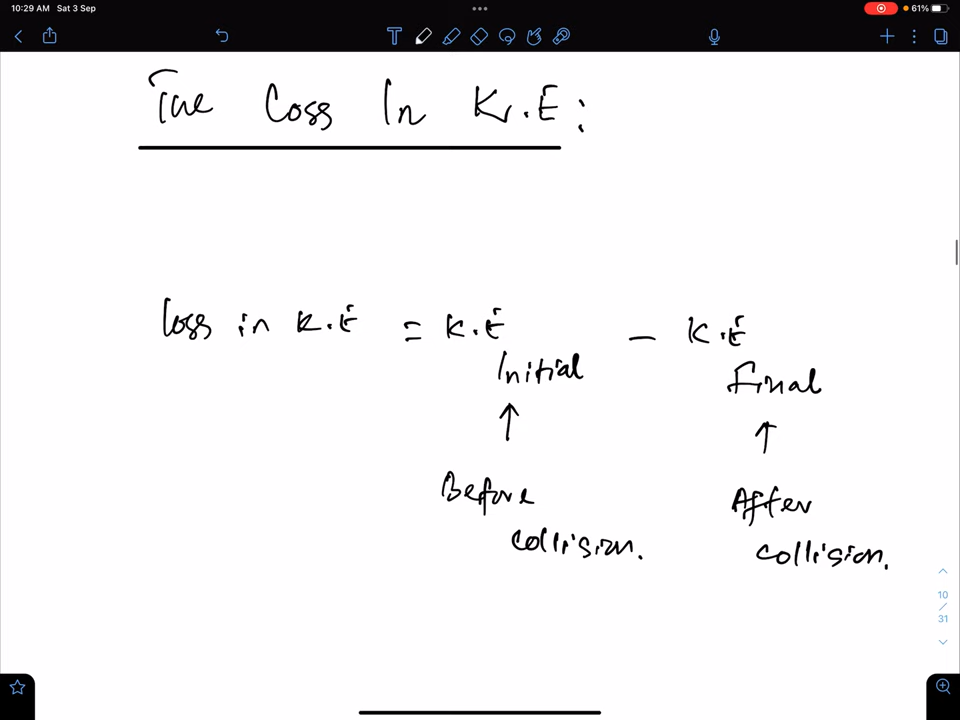 10:29 AM Sat 3 Sep
61%
The Loss In K.E:
Loss in K.E = K.E Initial − K.E Final
↑ ↑
Before collision. After collision.
10
/
31